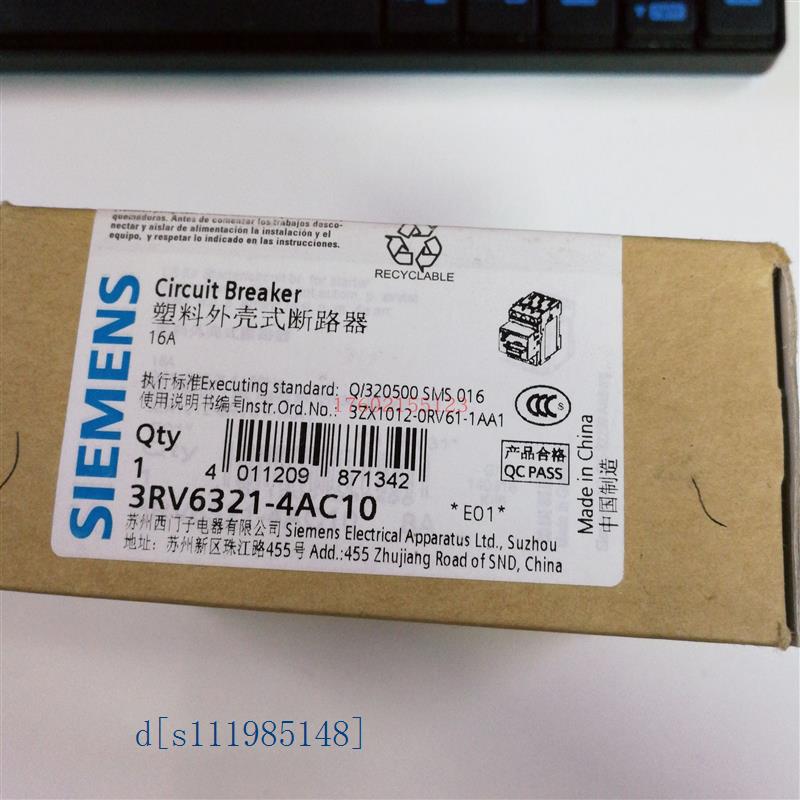 quemaduras. Antes de comenzar los trabajos desco-
nectar y aislar de alimentación la instalación y el
equipo, y respetar lo indicado en las instrucciones.
RECYCLABLE
SIEMENS
Circuit Breaker
塑料外壳式断路器
16A
执行标准Executing standard: Q/320500 SMS 016
使用说明书编号Instr.Ord.No.: 3ZX1012-0RV61-1AA1
17602155123
CCC S
产品合格
QC PASS
Made in China
中国制造
Qty
1
4 011209 871342
3RV6321-4AC10
*E01*
苏州西门子电器有限公司 Siemens Electrical Apparatus Ltd., Suzhou
地址: 苏州新区珠江路455号 Add.:455 Zhujiang Road of SND, China
d[s111985148]